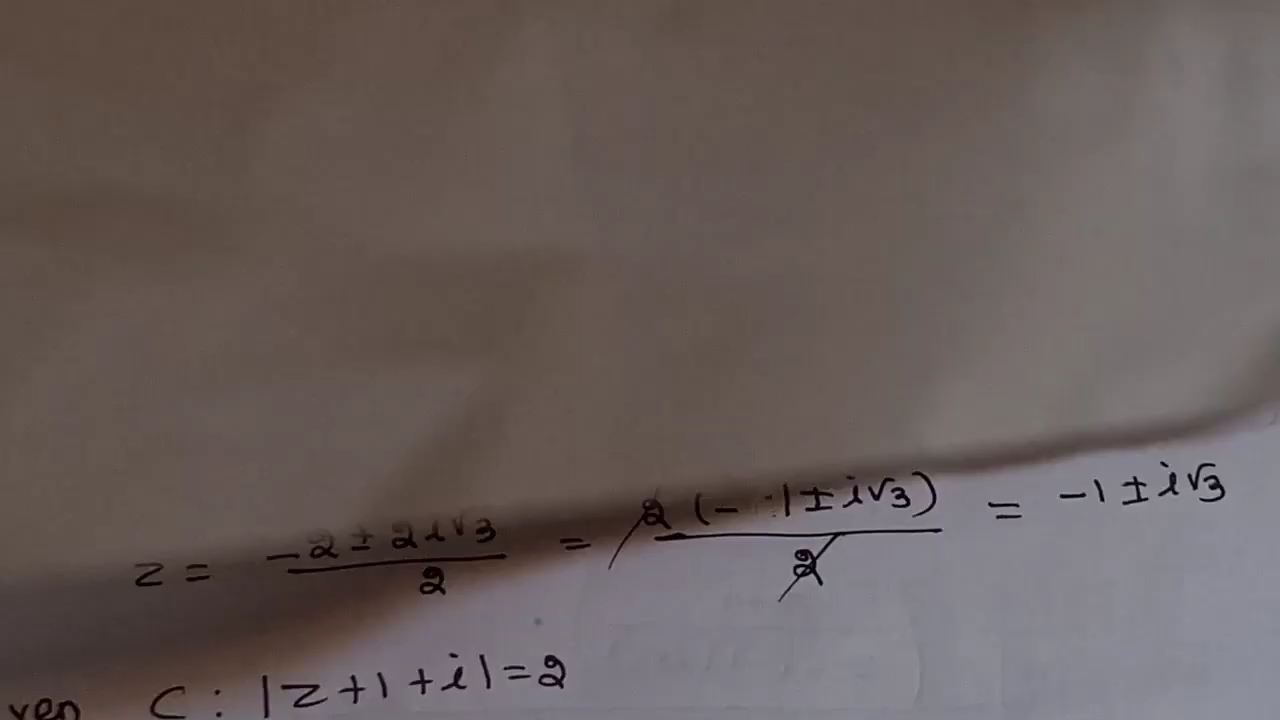 z = -2 ± 2i√3 / 2 = 2(-1 ± i√3) / 2 = -1 ± i√3
C : |z+1+i| = 2